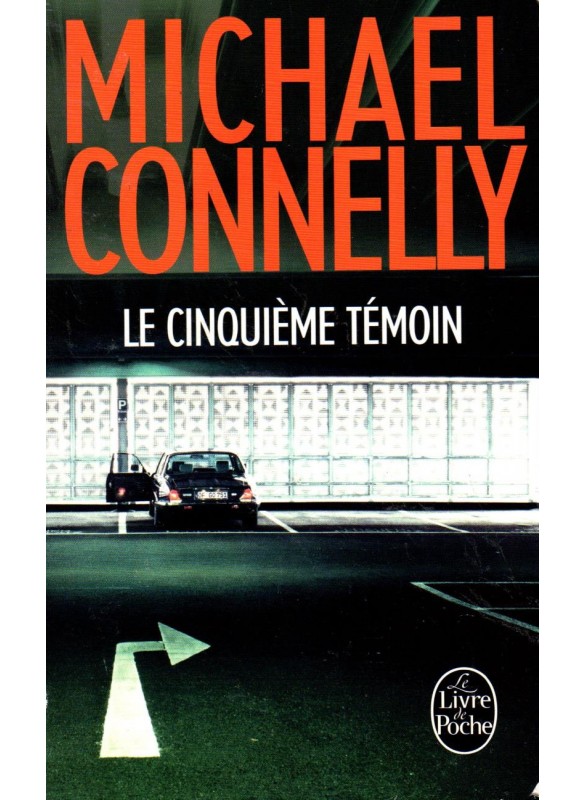 MICHAEL
CONNELLY
LE CINQUIÈME TÉMOIN
P
Le
Livre
de
Poche